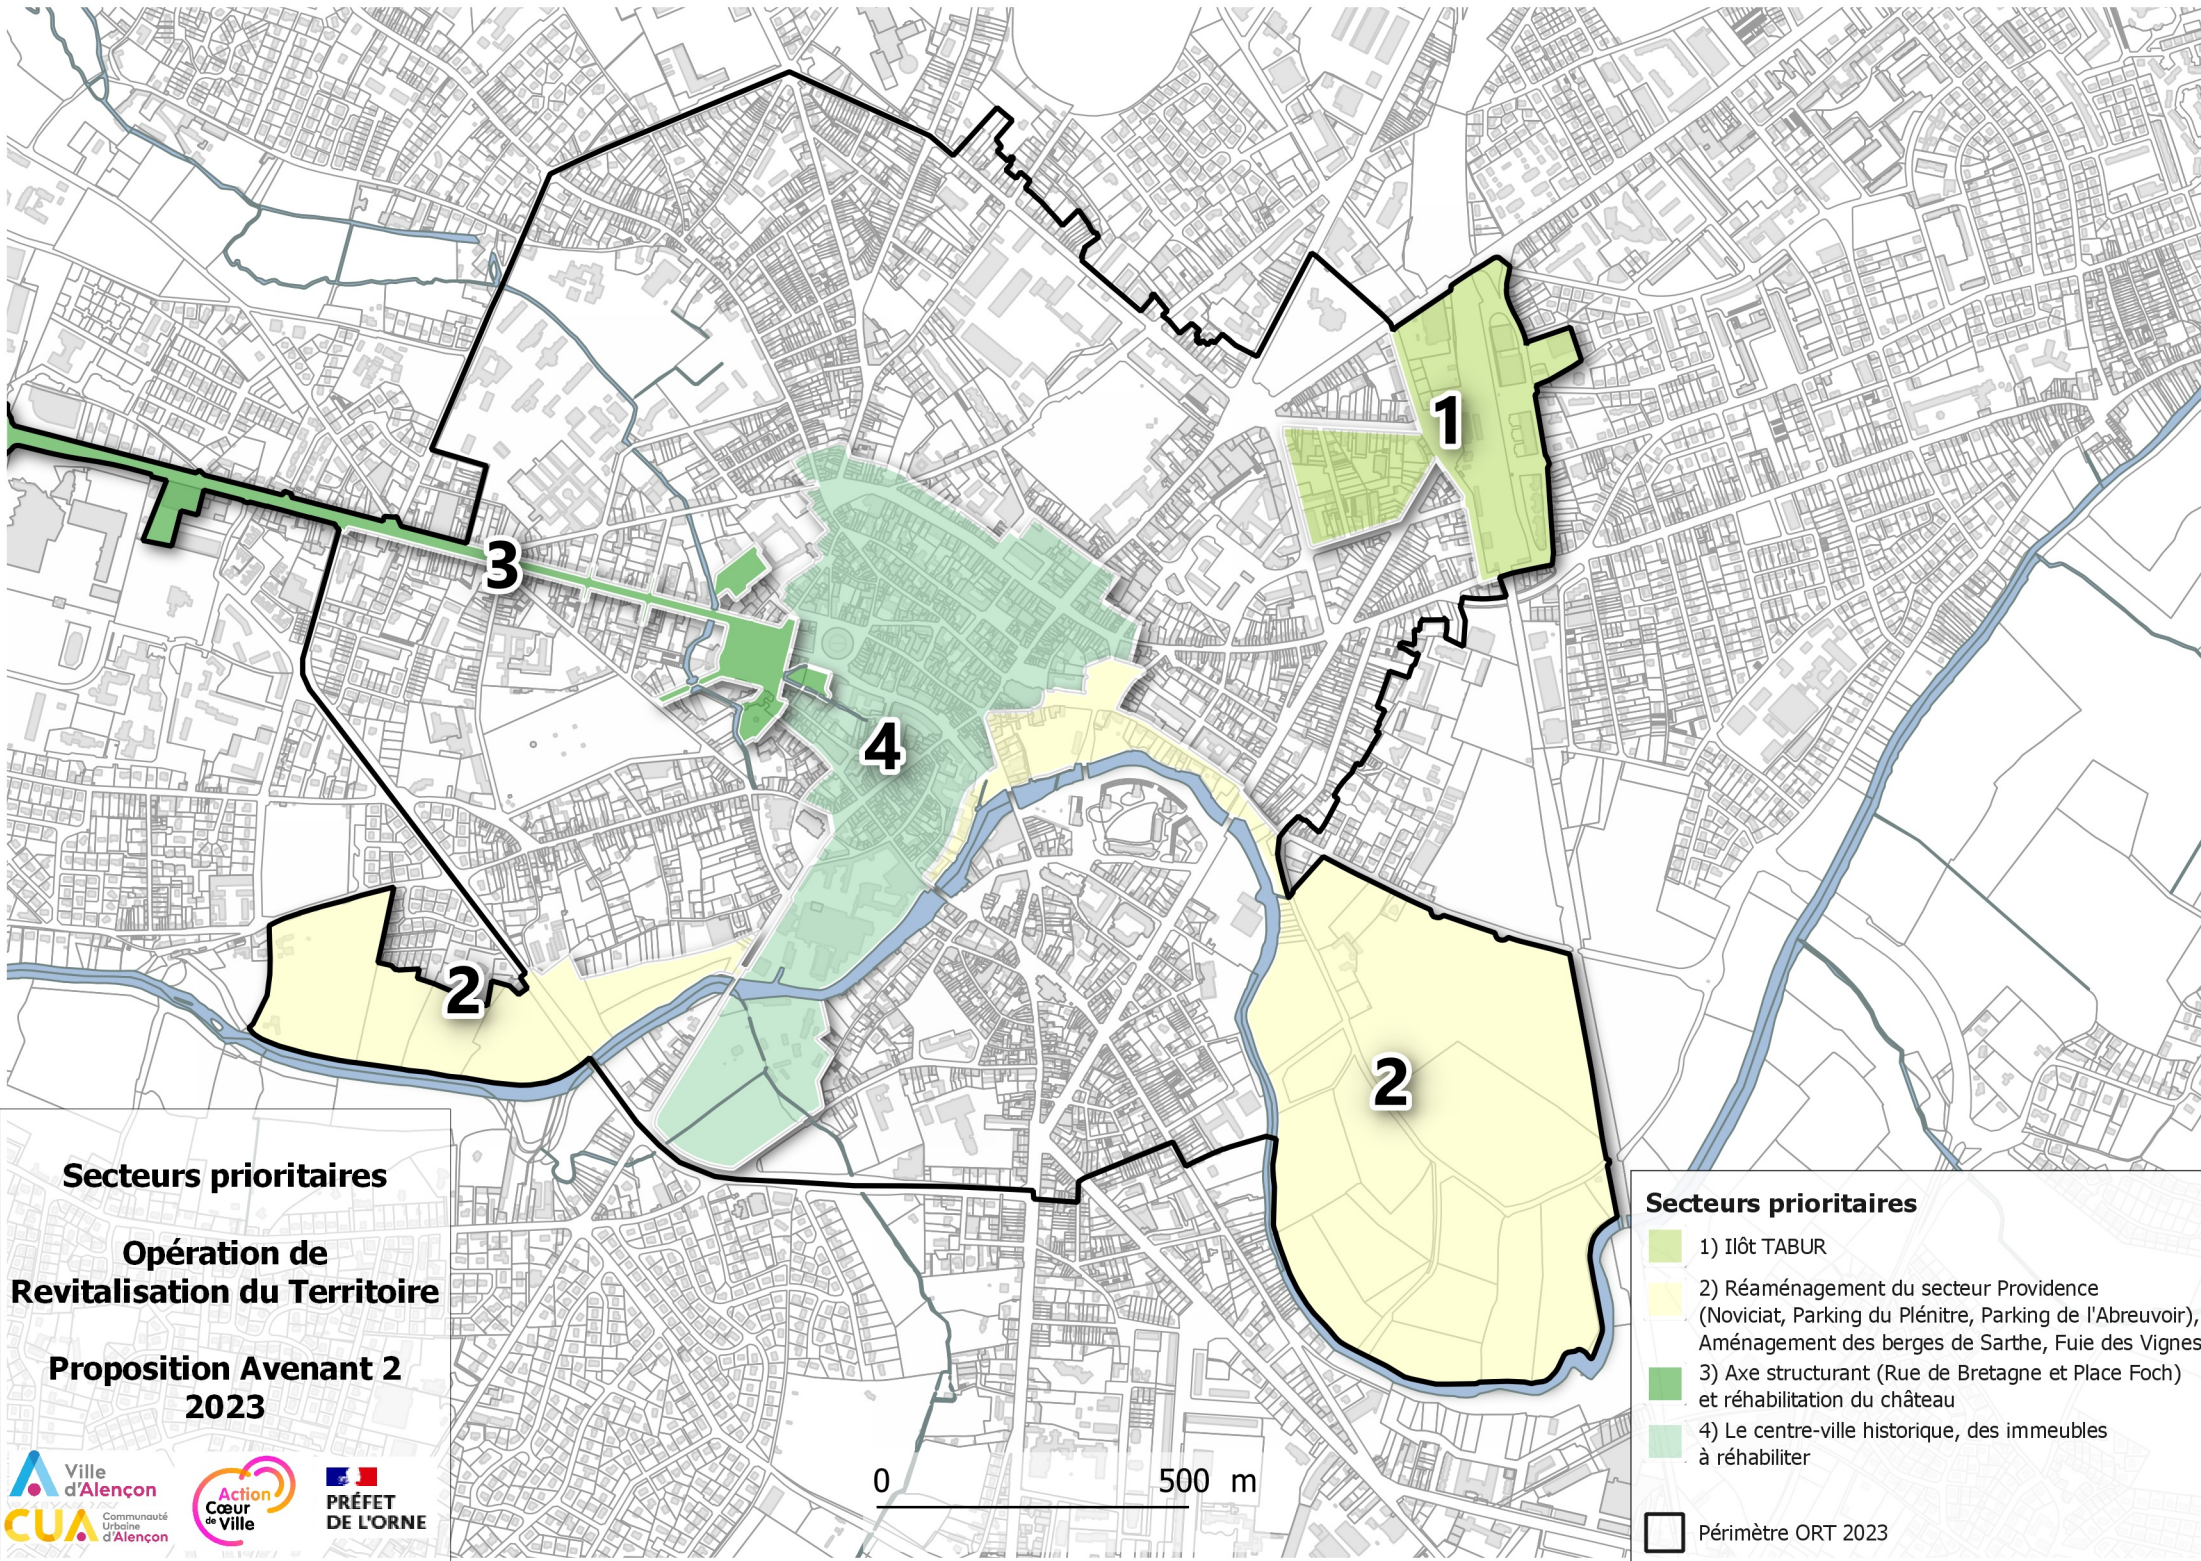 1
3
4
2
2
Secteurs prioritaires
Opération de
Revitalisation du Territoire
Proposition Avenant 2
2023
Ville
d'Alençon
CUA
Communauté
Urbaine
d'Alençon
Action
Cœur
de Ville
PRÉFET
DE L'ORNE
0 500 m
Secteurs prioritaires
1) Ilôt TABUR
2) Réaménagement du secteur Providence
(Noviciat, Parking du Plénitre, Parking de l'Abreuvoir),
Aménagement des berges de Sarthe, Fuie des Vignes
3) Axe structurant (Rue de Bretagne et Place Foch)
et réhabilitation du château
4) Le centre-ville historique, des immeubles
à réhabiliter
Périmètre ORT 2023